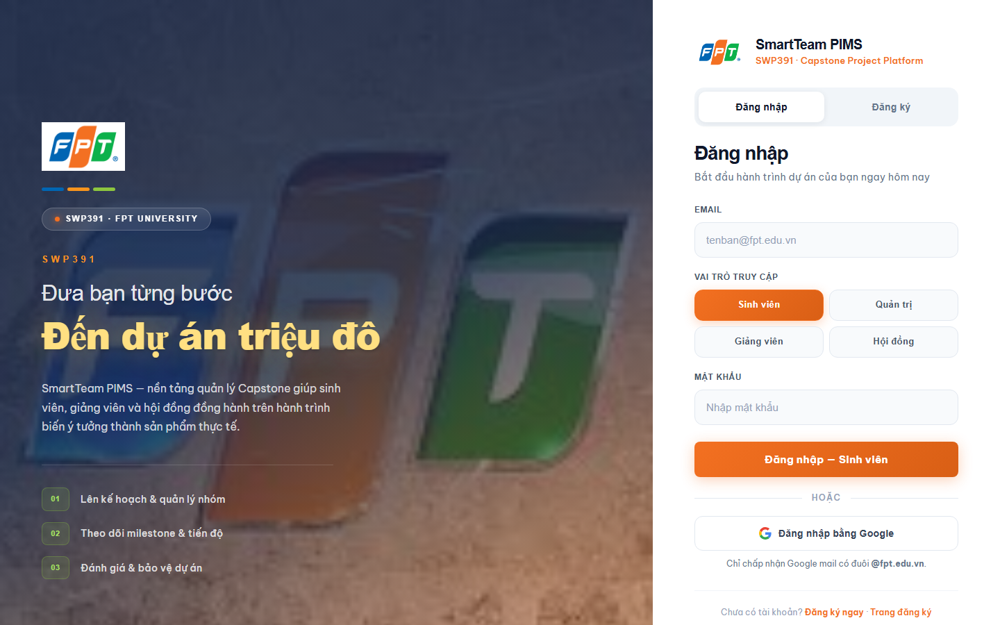 FPT®
SWP391 · FPT UNIVERSITY
SWP391
Đưa bạn từng bước
Đến dự án triệu đô
SmartTeam PIMS — nền tảng quản lý Capstone giúp sinh
viên, giảng viên và hội đồng đồng hành trên hành trình
biến ý tưởng thành sản phẩm thực tế.
01 Lên kế hoạch & quản lý nhóm
02 Theo dõi milestone & tiến độ
03 Đánh giá & bảo vệ dự án
FPT
FPT®
SmartTeam PIMS
SWP391 · Capstone Project Platform
Đăng nhập Đăng ký
Đăng nhập
Bắt đầu hành trình dự án của bạn ngay hôm nay
EMAIL
tenban@fpt.edu.vn
VAI TRÒ TRUY CẬP
Sinh viên Quản trị
Giảng viên Hội đồng
MẬT KHẨU
Nhập mật khẩu
Đăng nhập — Sinh viên
HOẶC
Đăng nhập bằng Google
Chỉ chấp nhận Google mail có đuôi @fpt.edu.vn.
Chưa có tài khoản? Đăng ký ngay · Trang đăng ký